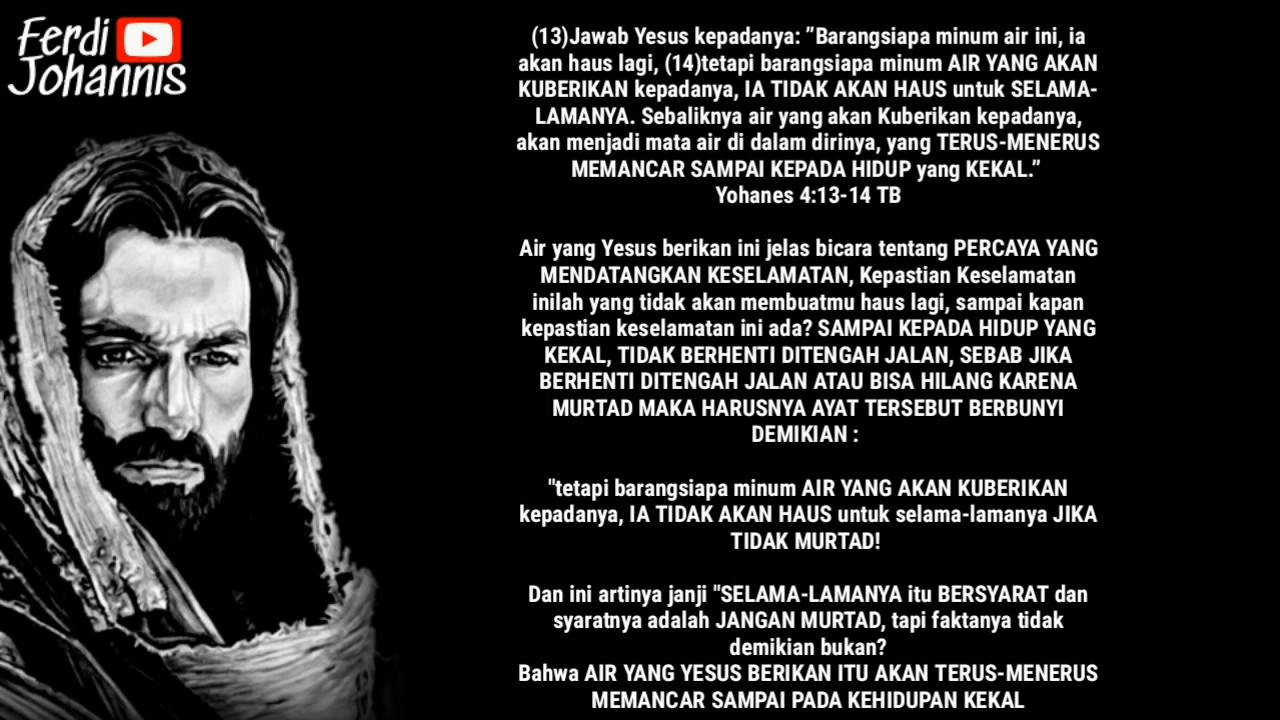 Ferdi
Johannis
(13)Jawab Yesus kepadanya: ”Barangsiapa minum air ini, ia
akan haus lagi, (14)tetapi barangsiapa minum AIR YANG AKAN
KUBERIKAN kepadanya, IA TIDAK AKAN HAUS untuk SELAMA-
LAMANYA. Sebaliknya air yang akan Kuberikan kepadanya,
akan menjadi mata air di dalam dirinya, yang TERUS-MENERUS
MEMANCAR SAMPAI KEPADA HIDUP yang KEKAL.”
Yohanes 4:13-14 TB
Air yang Yesus berikan ini jelas bicara tentang PERCAYA YANG
MENDATANGKAN KESELAMATAN, Kepastian Keselamatan
inilah yang tidak akan membuatmu haus lagi, sampai kapan
kepastian keselamatan ini ada? SAMPAI KEPADA HIDUP YANG
KEKAL, TIDAK BERHENTI DITENGAH JALAN, SEBAB JIKA
BERHENTI DITENGAH JALAN ATAU BISA HILANG KARENA
MURTAD MAKA HARUSNYA AYAT TERSEBUT BERBUNYI
DEMIKIAN :
"tetapi barangsiapa minum AIR YANG AKAN KUBERIKAN
kepadanya, IA TIDAK AKAN HAUS untuk selama-lamanya JIKA
TIDAK MURTAD!
Dan ini artinya janji "SELAMA-LAMANYA itu BERSYARAT dan
syaratnya adalah JANGAN MURTAD, tapi faktanya tidak
demikian bukan?
Bahwa AIR YANG YESUS BERIKAN ITU AKAN TERUS-MENERUS
MEMANCAR SAMPAI PADA KEHIDUPAN KEKAL